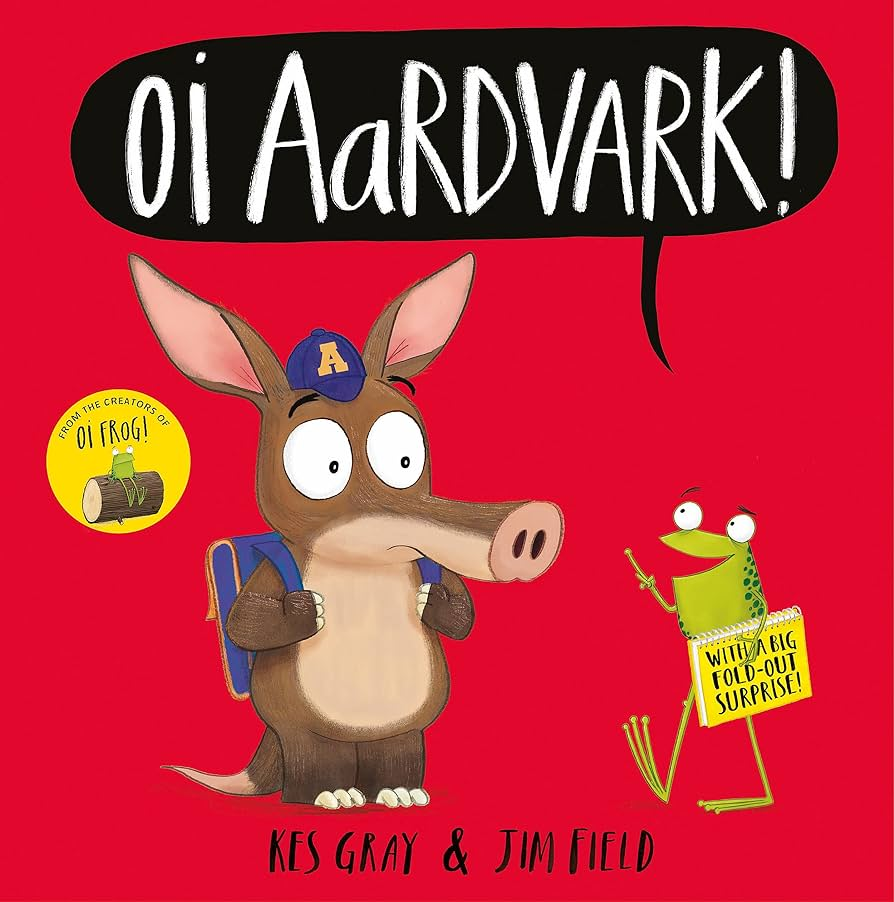 Oi AaRDVARK!
A
FROM THE CREATORS OF
Oi FROG!
WITH A BIG
FOLD-OUT
SURPRISE!
KES GRAY & JIM FIELD